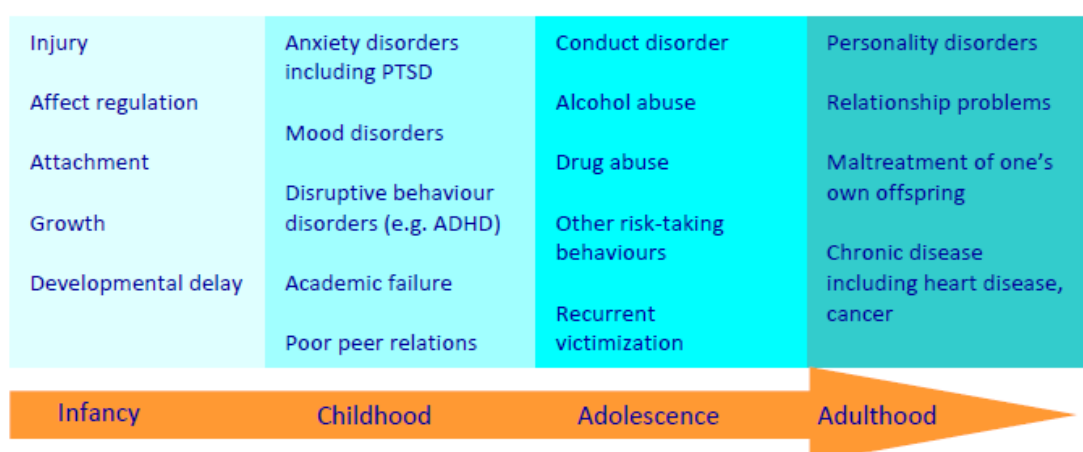 Injury
Affect regulation
Attachment
Growth
Developmental delay
Anxiety disorders
including PTSD
Mood disorders
Disruptive behaviour
disorders (e.g. ADHD)
Academic failure
Poor peer relations
Conduct disorder
Alcohol abuse
Drug abuse
Other risk-taking
behaviours
Recurrent
victimization
Personality disorders
Relationship problems
Maltreatment of one’s
own offspring
Chronic disease
including heart disease,
cancer
Infancy
Childhood
Adolescence
Adulthood